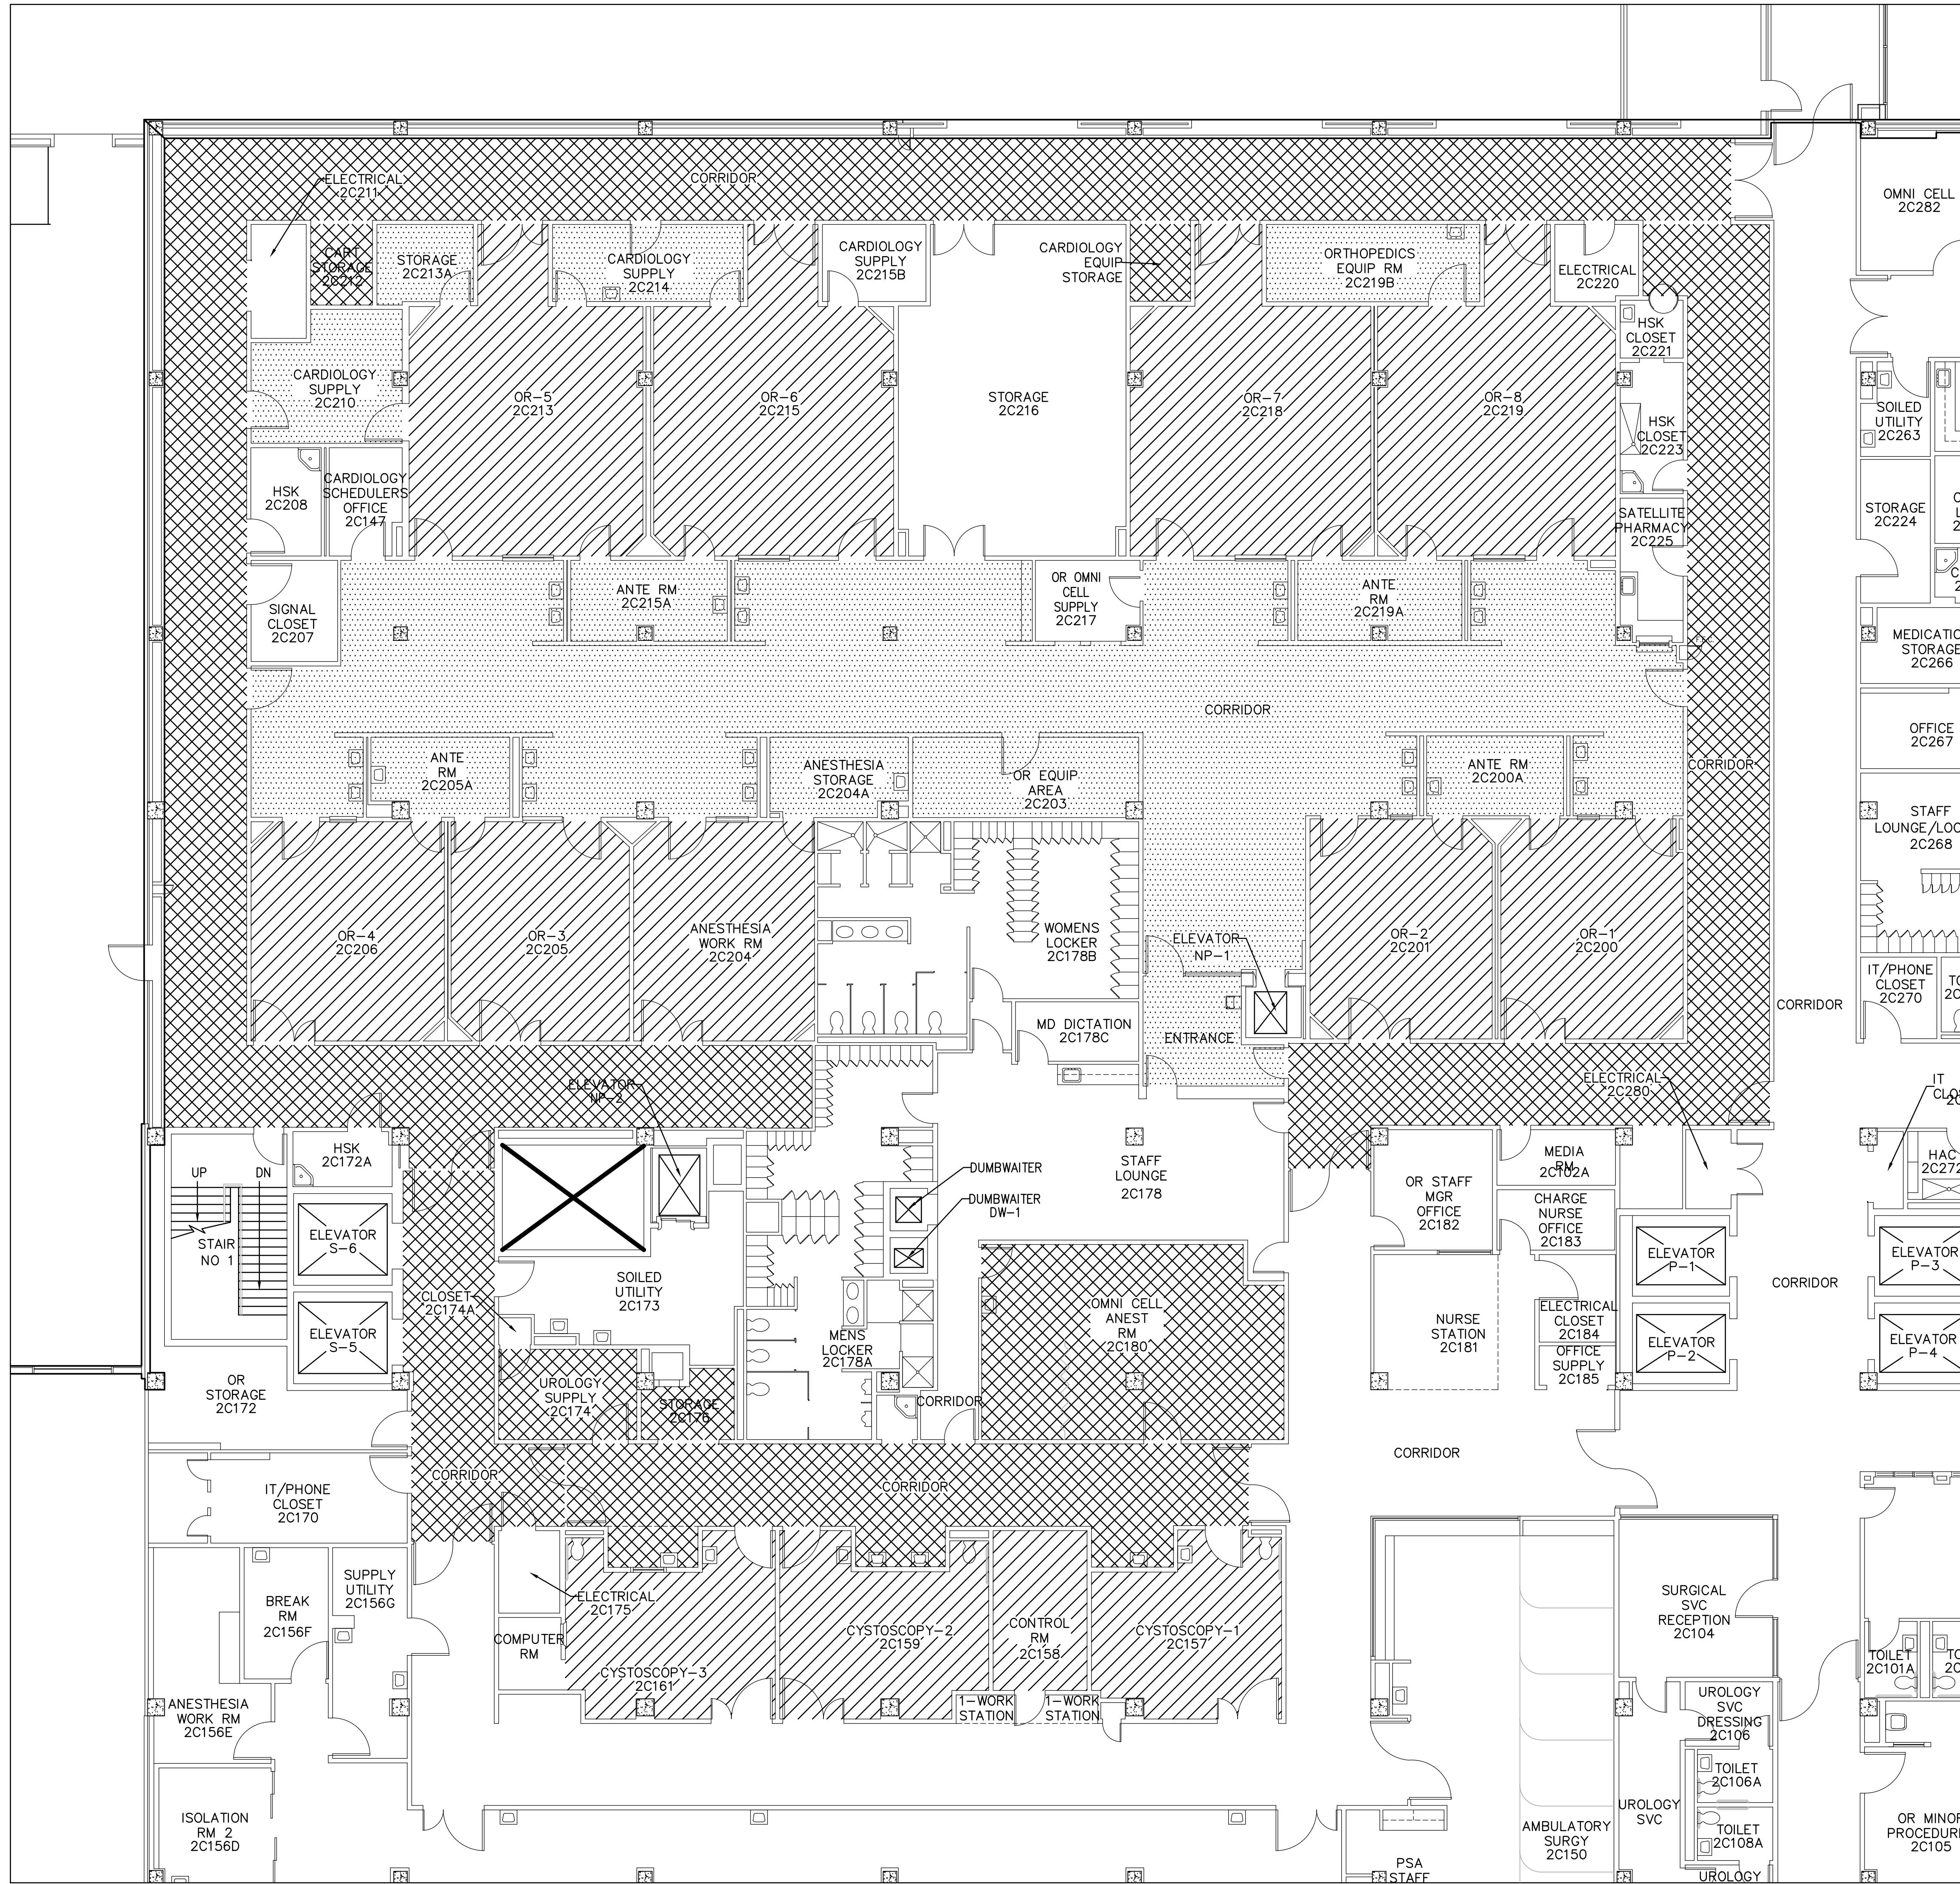 ELECTRICAL
2C211
CORRIDOR
OMNI CELL
2C282
CART
STORAGE
2C212
STORAGE
2C213A
CARDIOLOGY
SUPPLY
2C214
CARDIOLOGY
SUPPLY
2C215B
CARDIOLOGY
EQUIP
STORAGE
ORTHOPEDICS
EQUIP RM
2C219B
ELECTRICAL
2C220
HSK
CLOSET
2C221
CARDIOLOGY
SUPPLY
2C210
OR-5
2C213
OR-6
2C215
STORAGE
2C216
OR-7
2C218
OR-8
2C219
HSK
CLOSET
2C223
SOILED
UTILITY
2C263
HSK
2C208
CARDIOLOGY
SCHEDULERS
OFFICE
2C147
SATELLITE
PHARMACY
2C225
STORAGE
2C224
SIGNAL
CLOSET
2C207
ANTE RM
2C215A
OR OMNI
CELL
SUPPLY
2C217
ANTE
RM
2C219A
F.E.C.
MEDICATIO
STORAGE
2C266
CORRIDOR
OFFICE
2C267
ANTE
RM
2C205A
ANESTHESIA
STORAGE
2C204A
OR EQUIP
AREA
2C203
ANTE RM
2C200A
CORRIDOR
STAFF
LOUNGE/LOC
2C268
OR-4
2C206
OR-3
2C205
ANESTHESIA
WORK RM
2C204
WOMENS
LOCKER
2C178B
ELEVATOR
NP-1
OR-2
2C201
OR-1
2C200
IT/PHONE
CLOSET
2C270
CORRIDOR
MD DICTATION
2C178C
ENTRANCE
ELEVATOR
NP-2
ELECTRICAL
2C280
IT
CLOS
UP
DN
STAIR
NO 1
HSK
2C172A
DUMBWAITER
DUMBWAITER
DW-1
STAFF
LOUNGE
2C178
OR STAFF
MGR
OFFICE
2C182
MEDIA
RM
2C102A
CHARGE
NURSE
OFFICE
2C183
HAC
2C272
ELEVATOR
S-6
SOILED
UTILITY
2C173
ELEVATOR
P-1
CORRIDOR
ELEVATOR
P-3
CLOSET
2C174A
ELEVATOR
S-5
MENS
LOCKER
2C178A
OMNI CELL
ANEST
RM
2C180
NURSE
STATION
2C181
ELECTRICAL
CLOSET
2C184
OFFICE
SUPPLY
2C185
ELEVATOR
P-2
ELEVATOR
P-4
OR
STORAGE
2C172
UROLOGY
SUPPLY
2C174
STORAGE
2C176
CORRIDOR
CORRIDOR
CORRIDOR
CORRIDOR
IT/PHONE
CLOSET
2C170
SUPPLY
UTILITY
2C156G
BREAK
RM
2C156F
ELECTRICAL
2C175
COMPUTER
RM
CYSTOSCOPY-3
2C161
CYSTOSCOPY-2
2C159
CONTROL
RM
2C158
CYSTOSCOPY-1
2C157
SURGICAL
SVC
RECEPTION
2C104
TOILET
2C101A
ANESTHESIA
WORK RM
2C156E
1-WORK
STATION
1-WORK
STATION
UROLOGY
SVC
DRESSING
2C106
TOILET
2C106A
ISOLATION
RM 2
2C156D
AMBULATORY
SURGY
2C150
UROLOGY
SVC
TOILET
2C108A
OR MINOR
PROCEDUR
2C105
PSA
STAFF
UROLOGY